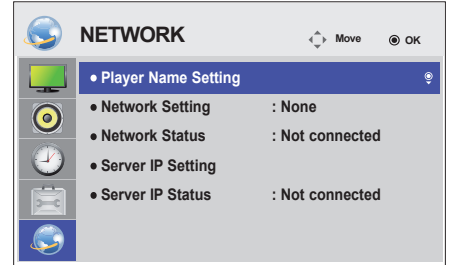 NETWORK Move OK
• Player Name Setting
• Network Setting : None
• Network Status : Not connected
• Server IP Setting
• Server IP Status : Not connected